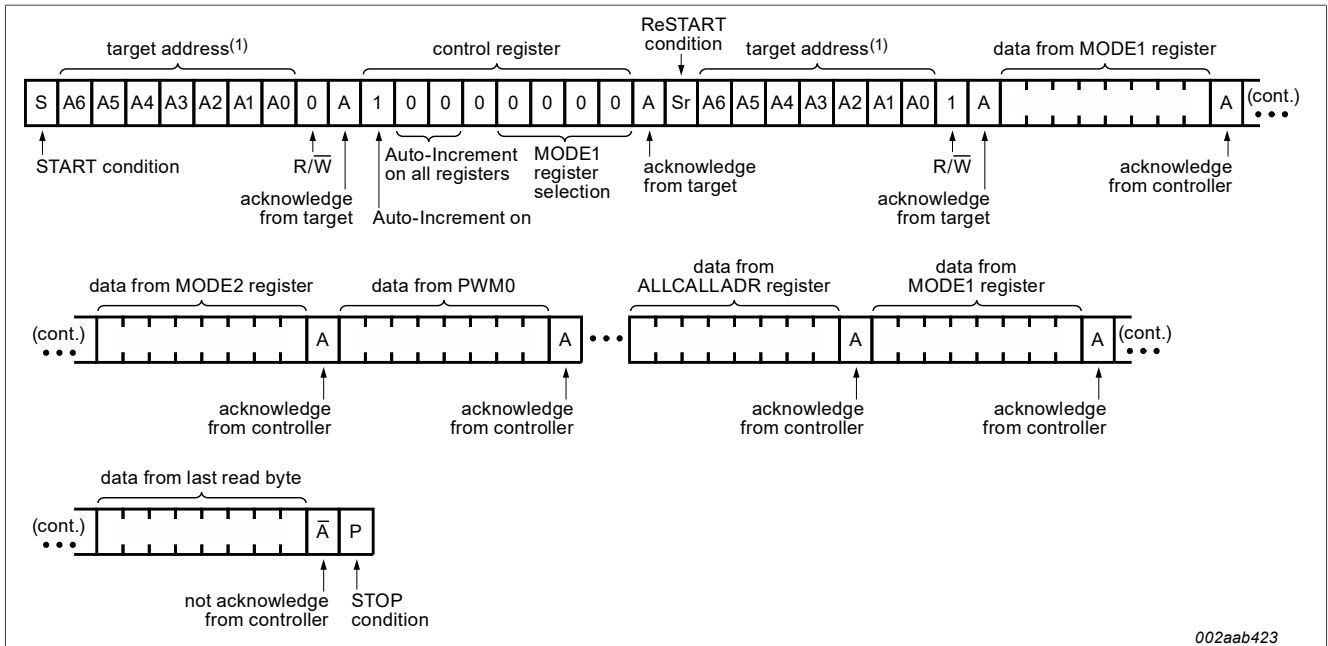 ReSTART
condition
target address(1)
control register
target address(1)
data from MODE1 register
S A6 A5 A4 A3 A2 A1 A0 0 A 1 0 0 0 0 0 0 0 A Sr A6 A5 A4 A3 A2 A1 A0 1 A A (cont.)
START condition
R/W̅
acknowledge
from target
Auto-Increment
on all registers
Auto-Increment on
MODE1
register
selection
acknowledge
from target
R/W̅
acknowledge
from target
acknowledge
from controller
data from MODE2 register
data from PWM0
data from
ALLCALLADR register
data from
MODE1 register
(cont.) A A A A (cont.)
acknowledge
from controller
acknowledge
from controller
acknowledge
from controller
acknowledge
from controller
data from last read byte
(cont.) A̅ P
not acknowledge
from controller
STOP
condition
002aab423